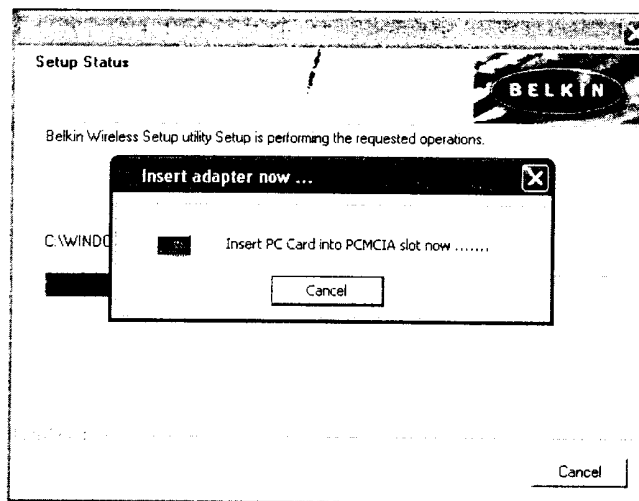 Setup Status
BELKIN
Belkin Wireless Setup utility Setup is performing the requested operations.
Insert adapter now ...
C:\WINDO
Insert PC Card into PCMCIA slot now .......
Cancel
Cancel